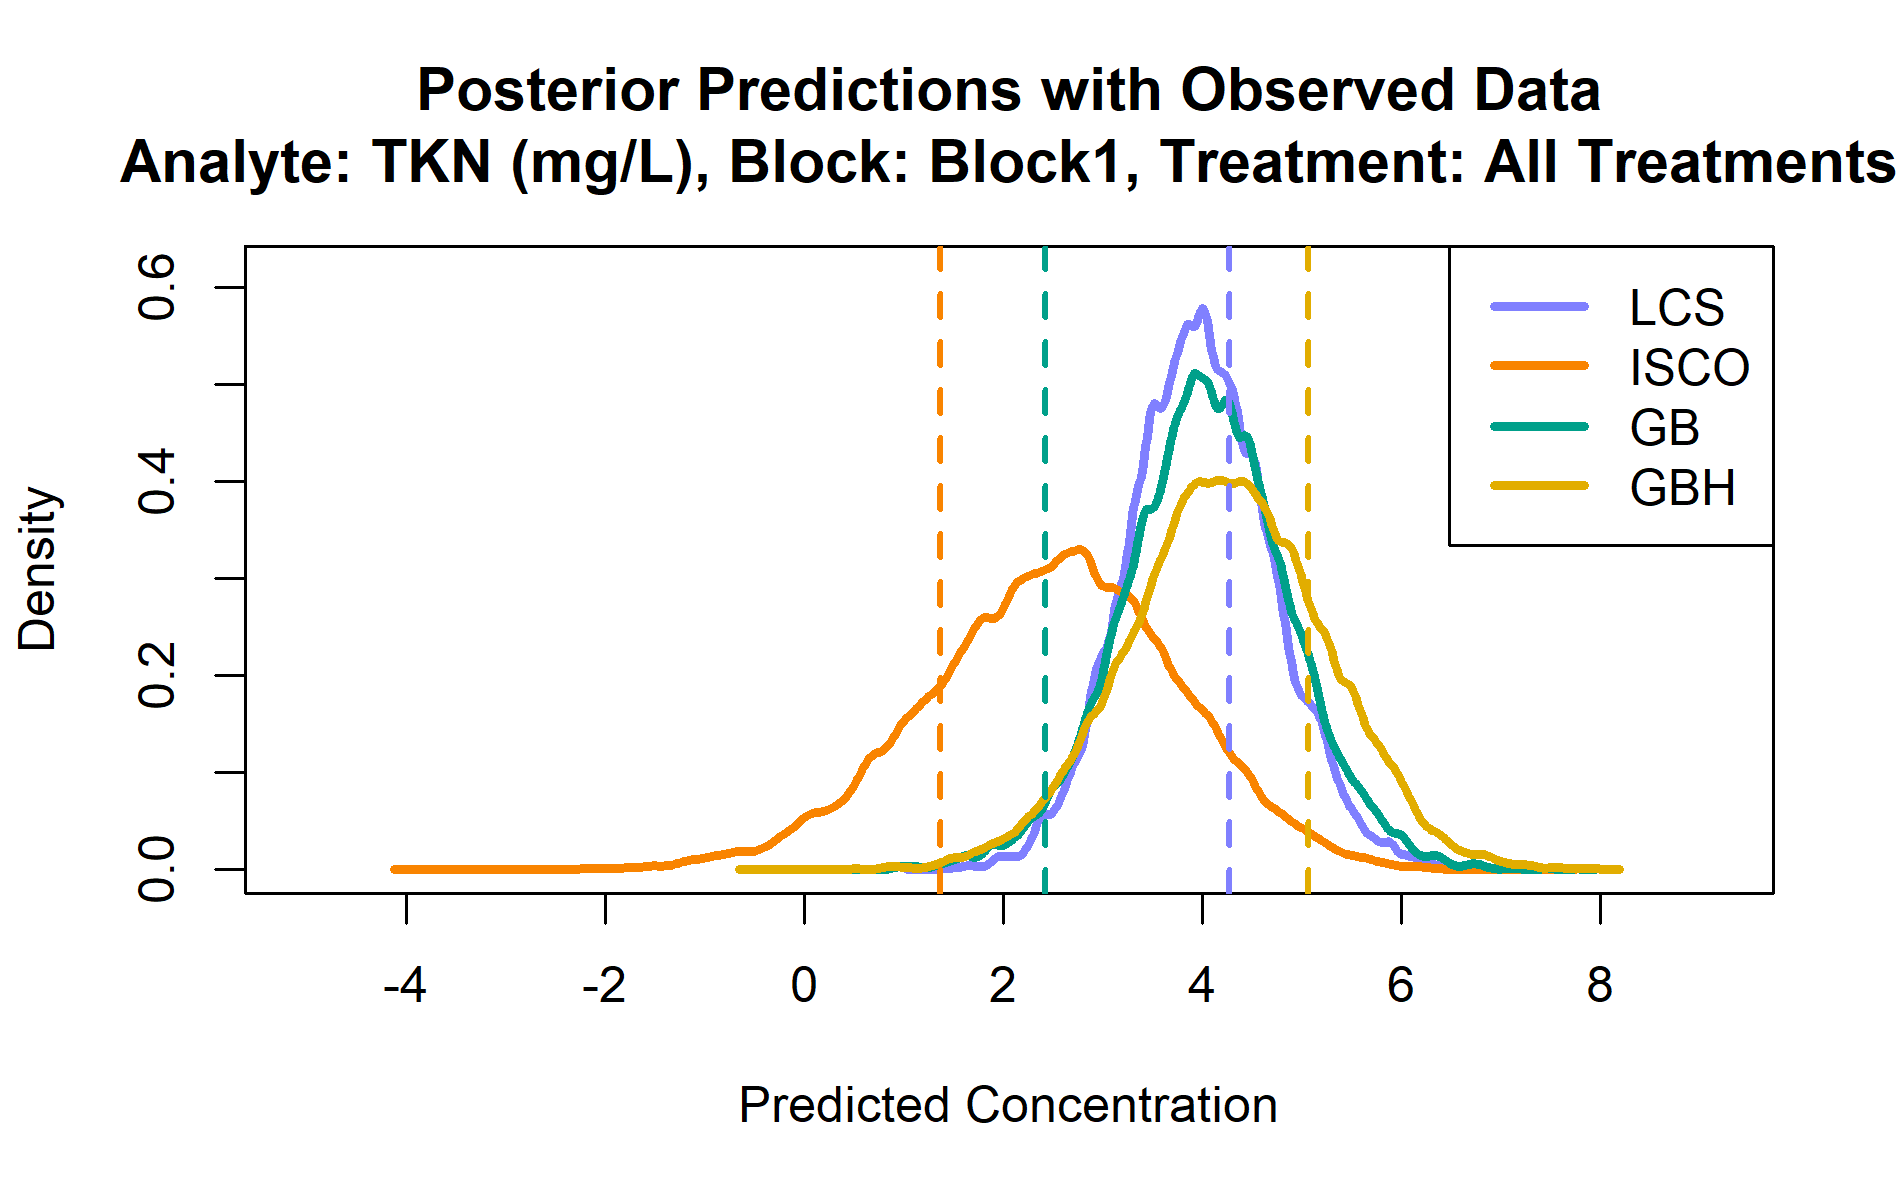 Posterior Predictions with Observed Data
Analyte: TKN (mg/L), Block: Block1, Treatment: All Treatments
Density
0.6
0.4
0.2
0.0
LCS
ISCO
GB
GBH
-4 -2 0 2 4 6 8
Predicted Concentration